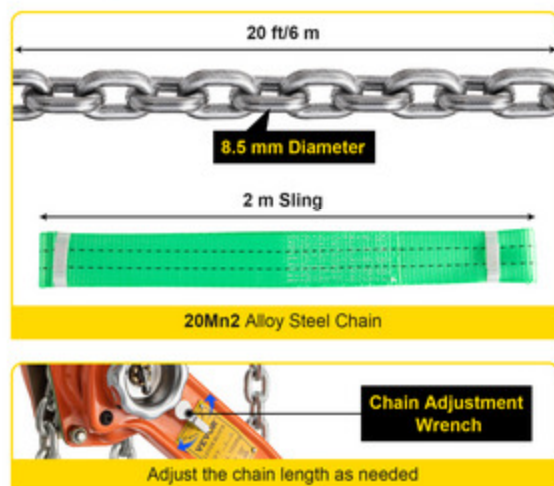 20 ft/6 m
8.5 mm Diameter
2 m Sling
20Mn2 Alloy Steel Chain
VEVOR
Chain Adjustment
Wrench
Adjust the chain length as needed